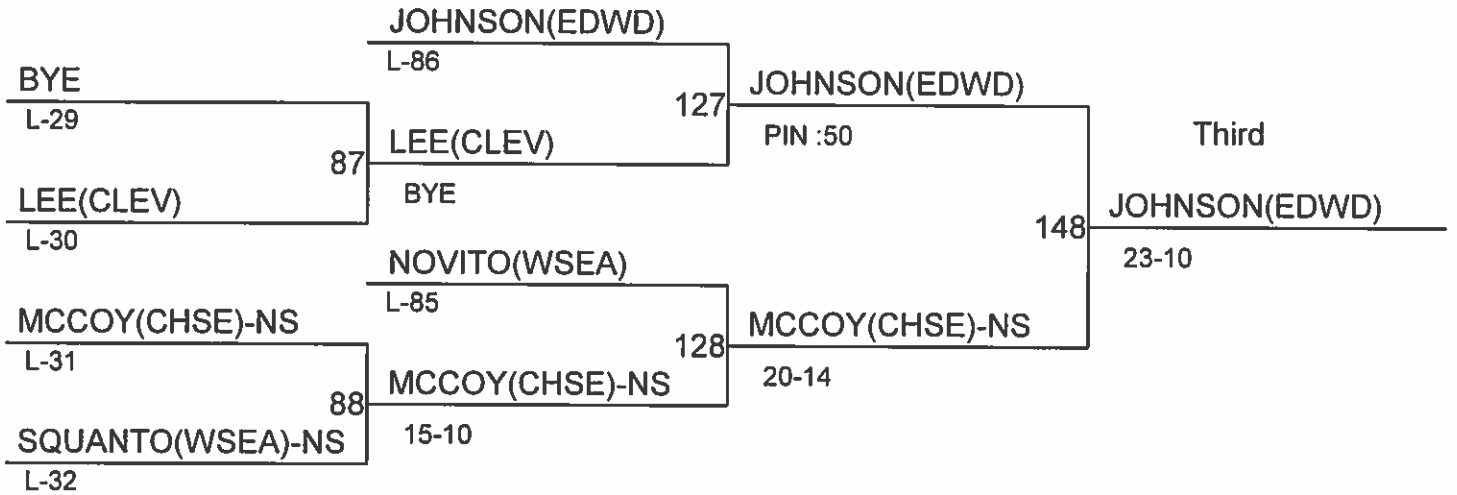 JOHNSON(EDWD)
L-86
BYE
L-29
127
JOHNSON(EDWD)
PIN :50
Third
87
LEE(CLEV)
BYE
LEE(CLEV)
L-30
148
JOHNSON(EDWD)
23-10
NOVITO(WSEA)
L-85
MCCOY(CHSE)-NS
L-31
128
MCCOY(CHSE)-NS
20-14
88
MCCOY(CHSE)-NS
15-10
SQUANTO(WSEA)-NS
L-32